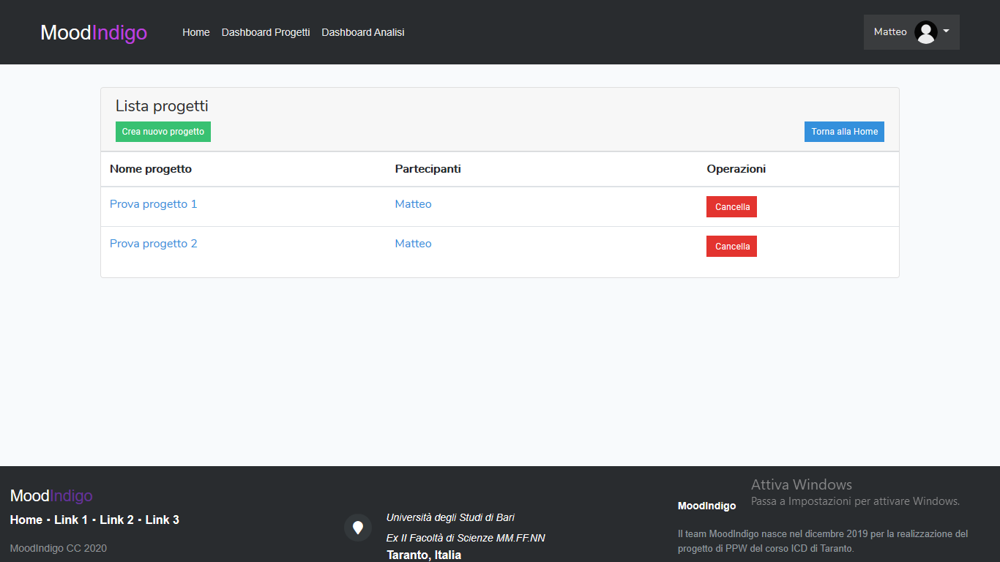 MoodIndigo
Home Dashboard Progetti Dashboard Analisi
Matteo
Lista progetti
Crea nuovo progetto
Torna alla Home
Nome progetto Partecipanti Operazioni
Prova progetto 1 Matteo Cancella
Prova progetto 2 Matteo Cancella
MoodIndigo
Home · Link 1 · Link 2 · Link 3
MoodIndigo CC 2020
Università degli Studi di Bari
Ex II Facoltà di Scienze MM.FF.NN
Taranto, Italia
Attiva Windows
Passa a Impostazioni per attivare Windows.
MoodIndigo
Il team MoodIndigo nasce nel dicembre 2019 per la realizzazione del
progetto di PPW del corso ICD di Taranto.